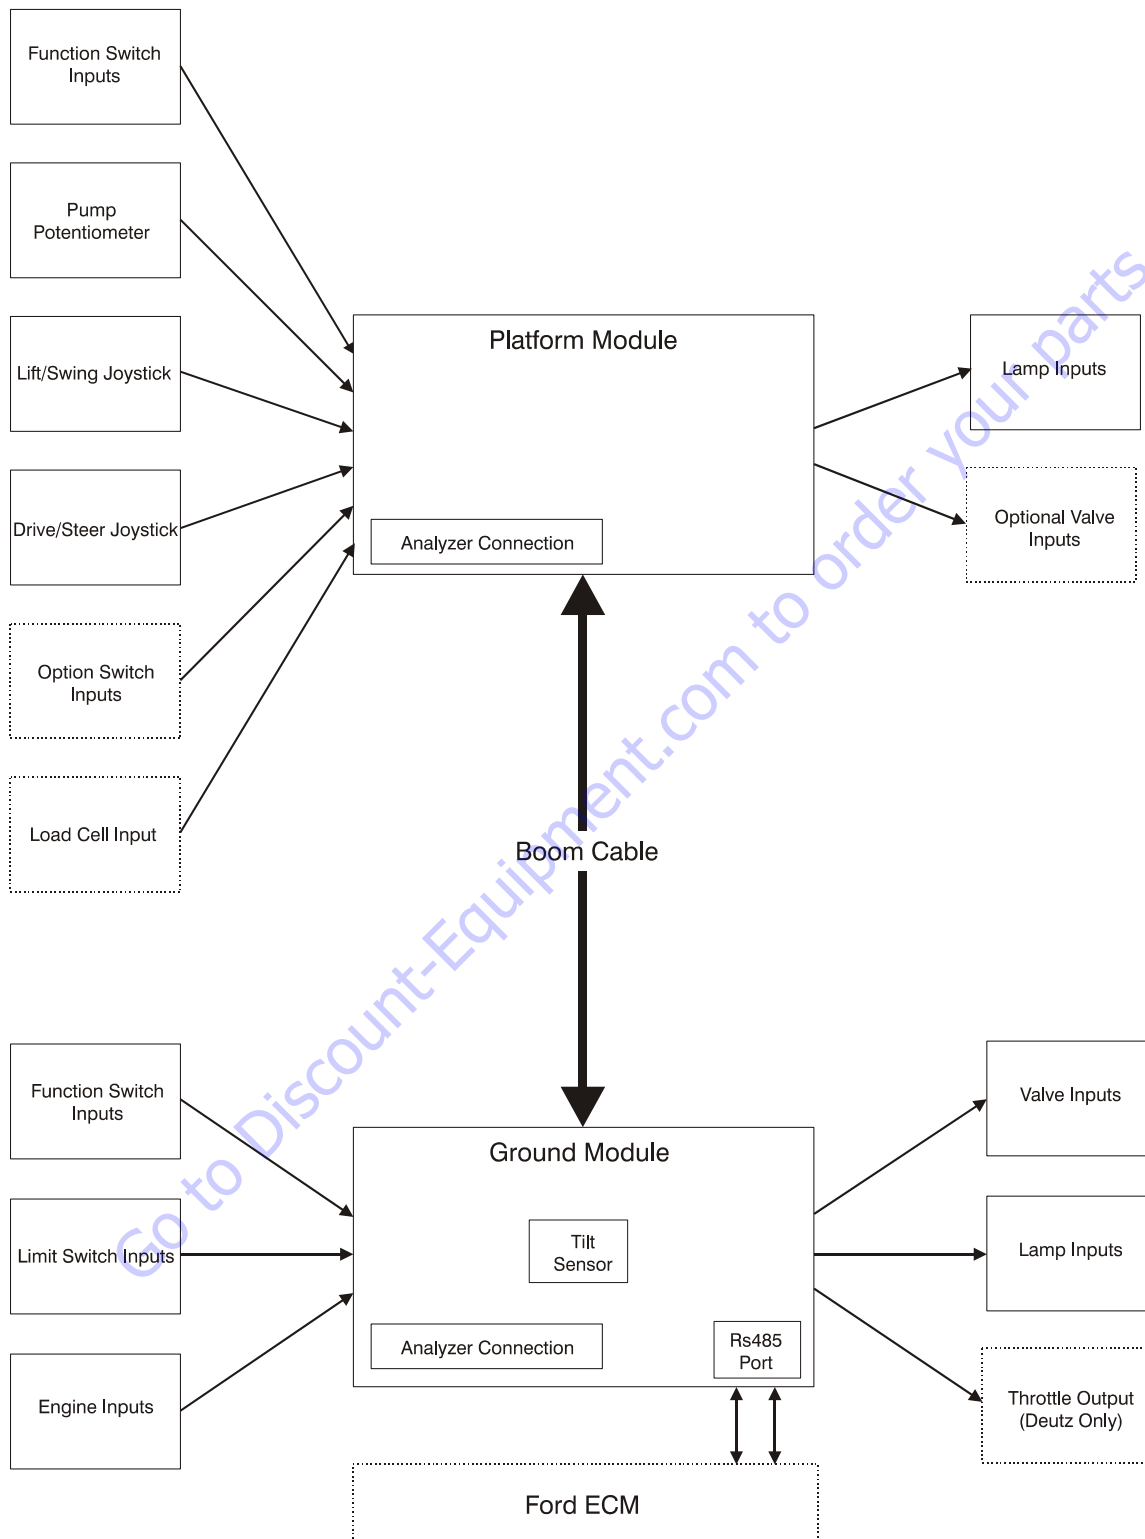 Function Switch
Inputs
Pump
Potentiometer
Lift/Swing Joystick
Drive/Steer Joystick
Option Switch
Inputs
Load Cell Input
Platform Module
Analyzer Connection
Lamp Inputs
Optional Valve
Inputs
Boom Cable
Function Switch
Inputs
Limit Switch Inputs
Engine Inputs
Ground Module
Tilt
Sensor
Analyzer Connection
Rs485
Port
Valve Inputs
Lamp Inputs
Throttle Output
(Deutz Only)
Ford ECM
Go to Discount-Equipment.com to order your parts